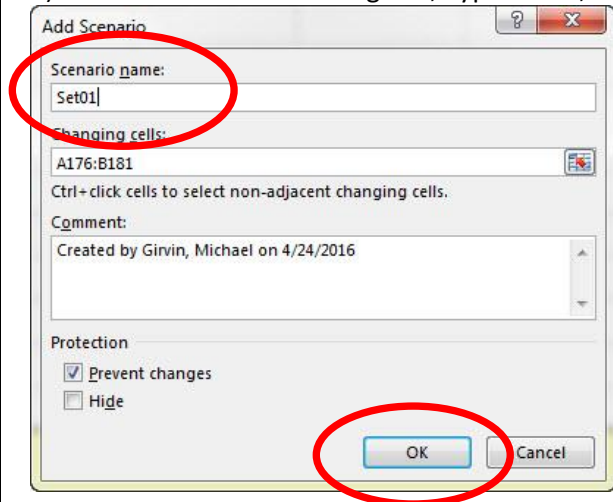 Add Scenario
Scenario name:
Set01
Changing cells:
A176:B181
Ctrl+click cells to select non-adjacent changing cells.
Comment:
Created by Girvin, Michael on 4/24/2016
Protection
Prevent changes
Hide
OK
Cancel